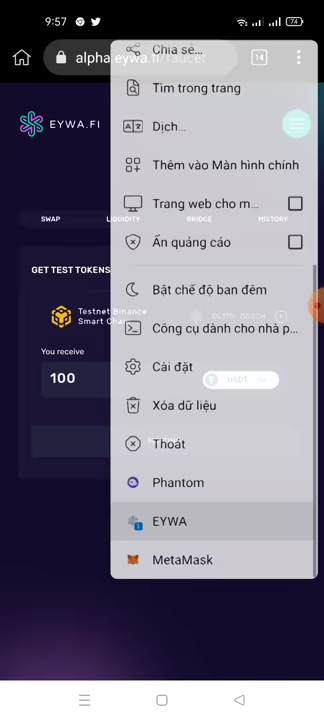 9:57
74
alpha.eywa.fi/faucet
14
Chia sẻ...
Tìm trong trang
EYWA.FI
Dịch...
Thêm vào Màn hình chính
Trang web cho m...
SWAP LIQUIDITY BRIDGE HISTORY
Ẩn quảng cáo
GET TEST TOKENS
Bật chế độ ban đêm
Testnet Binance
Smart Chain
Công cụ dành cho nhà p...
You receive
Cài đặt
100
USDT
Xóa dữ liệu
Thoát
Phantom
EYWA
MetaMask